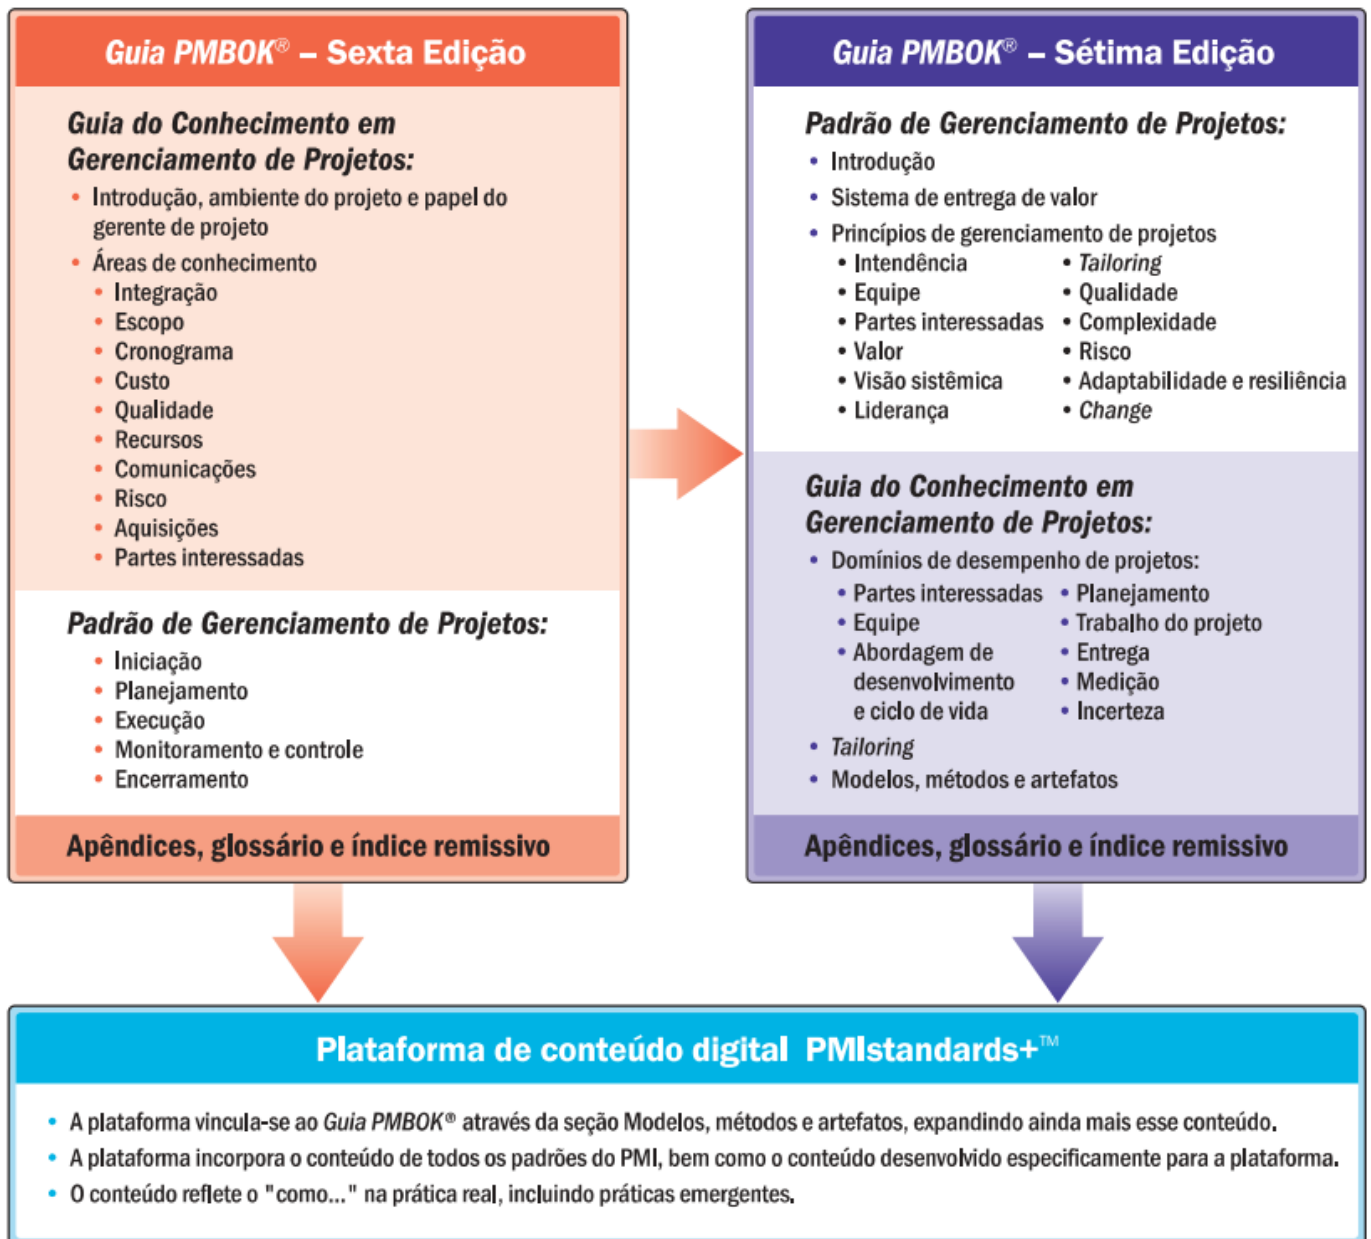 Guia PMBOK® – Sexta Edição
Guia do Conhecimento em
Gerenciamento de Projetos:
• Introdução, ambiente do projeto e papel do
gerente de projeto
• Áreas de conhecimento
• Integração
• Escopo
• Cronograma
• Custo
• Qualidade
• Recursos
• Comunicações
• Risco
• Aquisições
• Partes interessadas
Padrão de Gerenciamento de Projetos:
• Iniciação
• Planejamento
• Execução
• Monitoramento e controle
• Encerramento
Apêndices, glossário e índice remissivo
Guia PMBOK® – Sétima Edição
Padrão de Gerenciamento de Projetos:
• Introdução
• Sistema de entrega de valor
• Princípios de gerenciamento de projetos
• Intendência
• Equipe
• Partes interessadas
• Valor
• Visão sistêmica
• Liderança
• Tailoring
• Qualidade
• Complexidade
• Risco
• Adaptabilidade e resiliência
• Change
Guia do Conhecimento em
Gerenciamento de Projetos:
• Domínios de desempenho de projetos:
• Partes interessadas
• Equipe
• Abordagem de
desenvolvimento
e ciclo de vida
• Planejamento
• Trabalho do projeto
• Entrega
• Medição
• Incerteza
• Tailoring
• Modelos, métodos e artefatos
Apêndices, glossário e índice remissivo
Plataforma de conteúdo digital PMIstandards+™
• A plataforma vincula-se ao Guia PMBOK® através da seção Modelos, métodos e artefatos, expandindo ainda mais esse conteúdo.
• A plataforma incorpora o conteúdo de todos os padrões do PMI, bem como o conteúdo desenvolvido especificamente para a plataforma.
• O conteúdo reflete o "como..." na prática real, incluindo práticas emergentes.